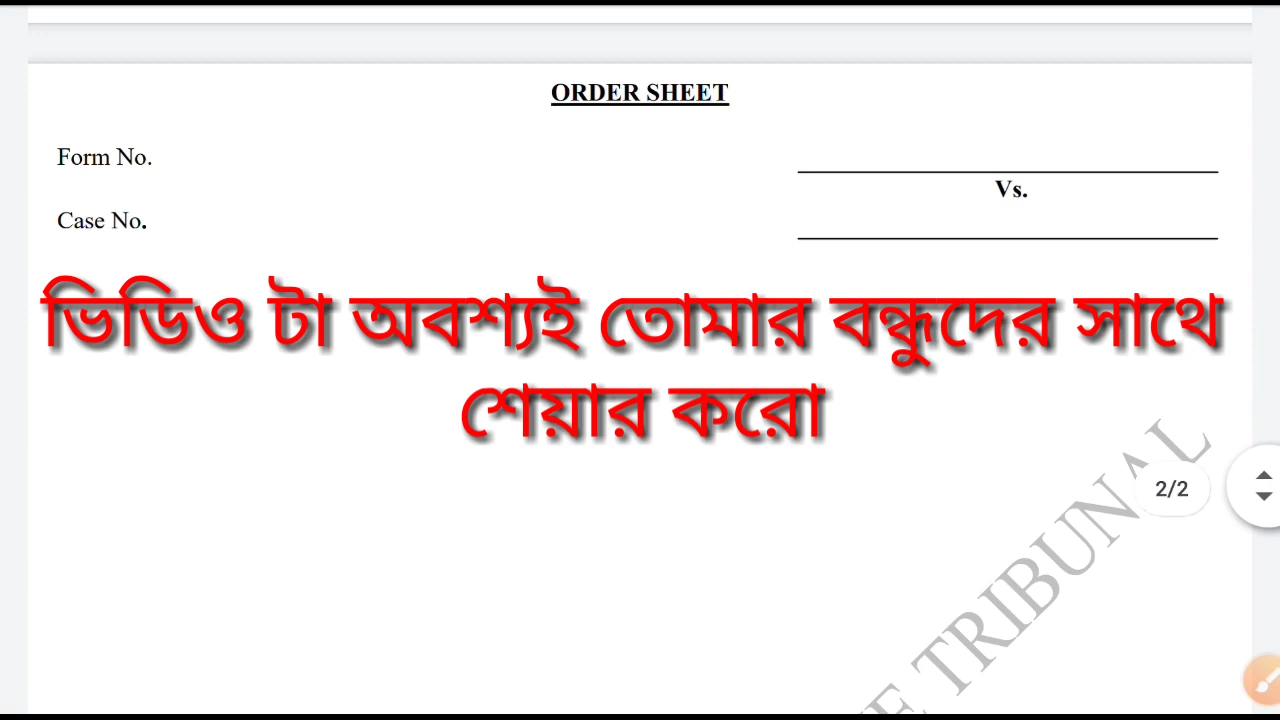 ORDER SHEET
Form No.
Vs.
Case No.
ভিডিও টা অবশ্যই তোমার বন্ধুদের সাথে
শেয়ার করো
2/2
TRIBUNAL